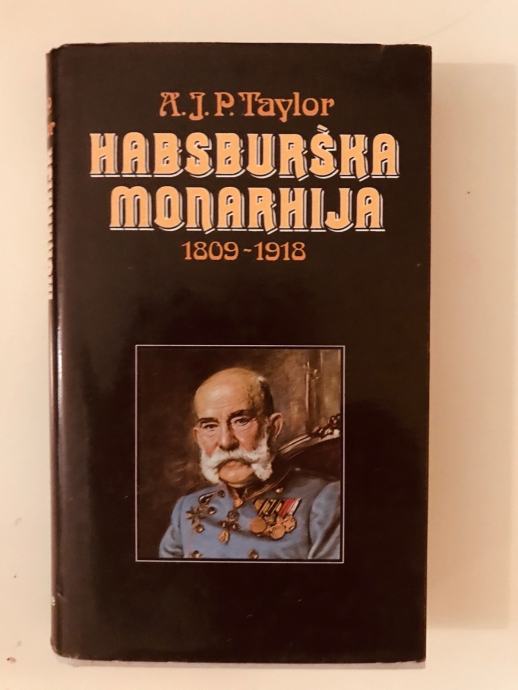 A.J.P. Taylor
HABSBURŠKA
MONARHIJA
1809-1918